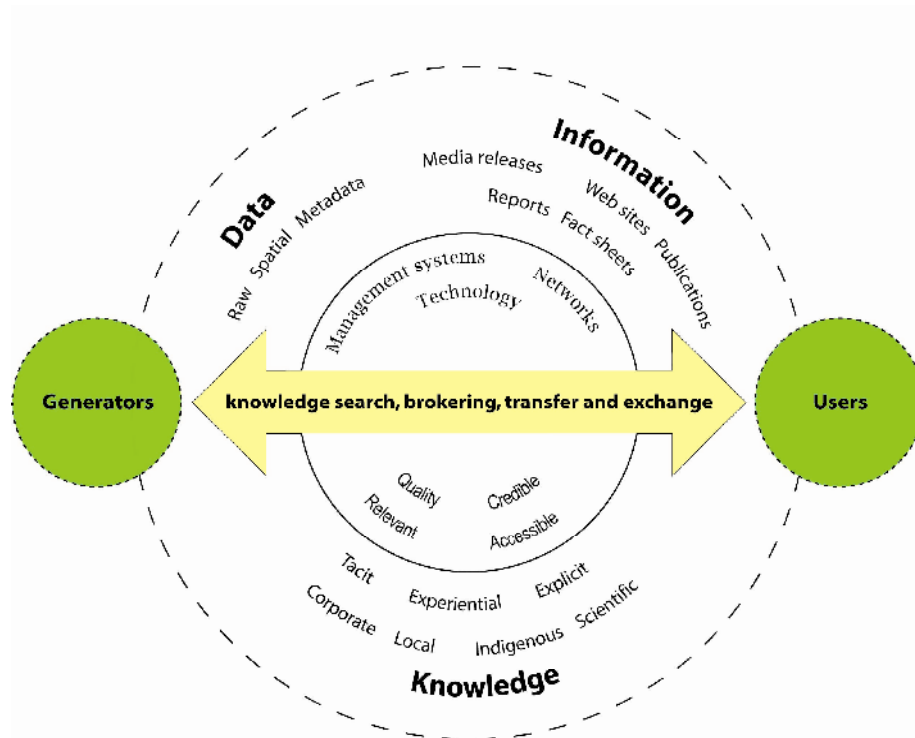 Information
Data
Media releases
Web sites
Publications
Reports
Fact sheets
Raw
Spatial
Metadata
Management systems
Technology
Networks
Generators
knowledge search, brokering, transfer and exchange
Users
Quality
Credible
Relevant
Accessible
Tacit
Experiential
Explicit
Corporate
Local
Indigenous
Scientific
Knowledge